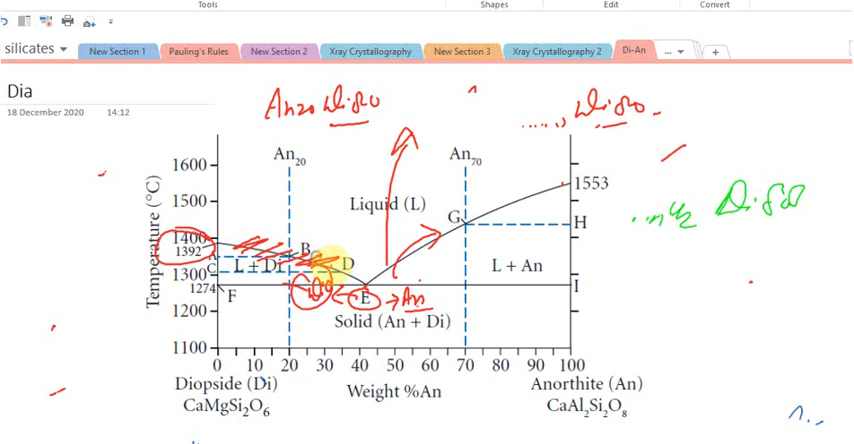 Tools Shapes Edit Convert
silicates New Section 1 Pauling's Rules New Section 2 Xray Crystallography New Section 3 Xray Crystallography 2 Di-An ...
Dia
18 December 2020 14:12
An20 Di80
An₂₀ An₇₀
1600
1500
1400
1392
1300
1274
1200
1100
Temperature (°C)
Liquid (L)
1553
G H
B
C L + Di D L + An
F E I
An
Solid (An + Di)
0 10 20 30 40 50 60 70 80 90 100
Diopside (Di) Weight %An Anorthite (An)
CaMgSi₂O₆ CaAl₂Si₂O₈